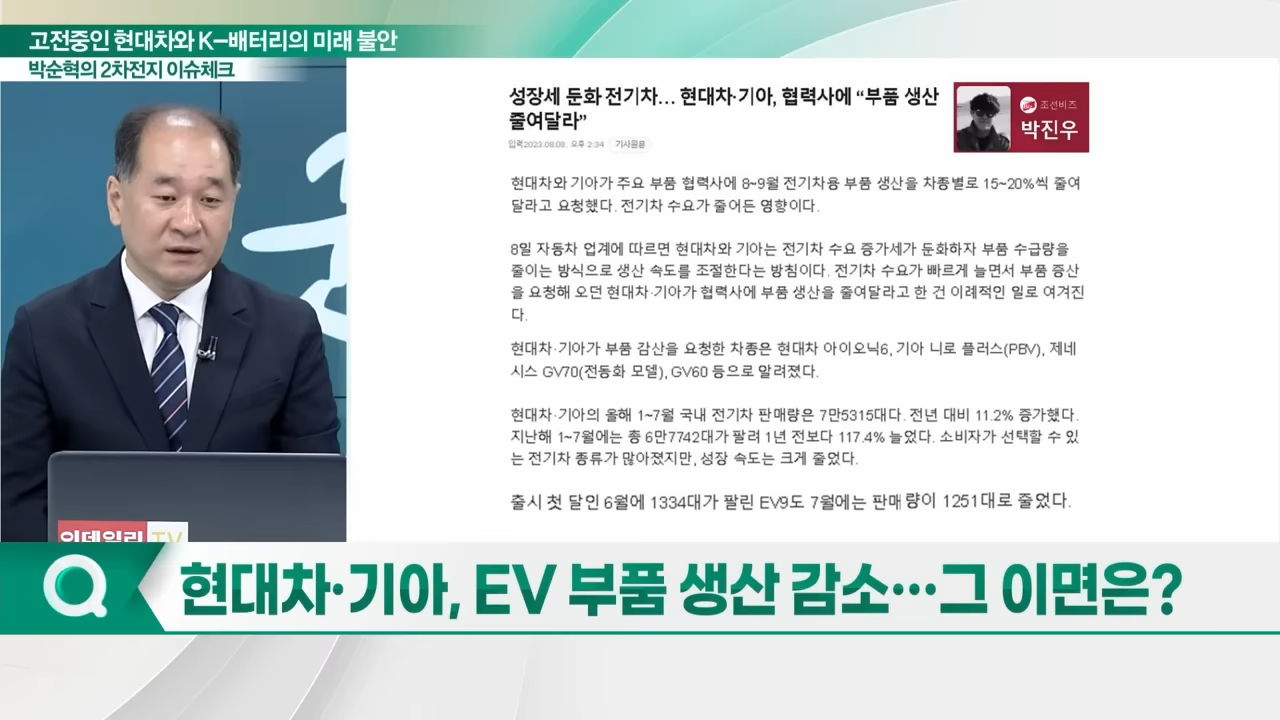 고전중인 현대차와 K-배터리의 미래 불안
박순혁의 2차전지 이슈체크
성장세 둔화 전기차… 현대차·기아, 협력사에 “부품 생산
줄여달라”
입력2023.08.08. 오후 2:34 기사원문
조선비즈
박진우
현대차와 기아가 주요 부품 협력사에 8~9월 전기차용 부품 생산을 차종별로 15~20%씩 줄여
달라고 요청했다. 전기차 수요가 줄어든 영향이다.
8일 자동차 업계에 따르면 현대차와 기아는 전기차 수요 증가세가 둔화하자 부품 수급량을
줄이는 방식으로 생산 속도를 조절한다는 방침이다. 전기차 수요가 빠르게 늘면서 부품 증산
을 요청해 오던 현대차·기아가 협력사에 부품 생산을 줄여달라고 한 건 이례적인 일로 여겨진
다.
현대차·기아가 부품 감산을 요청한 차종은 현대차 아이오닉6, 기아 니로 플러스(PBV), 제네
시스 GV70(전동화 모델), GV60 등으로 알려졌다.
현대차·기아의 올해 1~7월 국내 전기차 판매량은 7만5315대다. 전년 대비 11.2% 증가했다.
지난해 1~7월에는 총 6만7742대가 팔려 1년 전보다 117.4% 늘었다. 소비자가 선택할 수 있
는 전기차 종류가 많아졌지만, 성장 속도는 크게 줄었다.
출시 첫 달인 6월에 1334대가 팔린 EV9도 7월에는 판매량이 1251대로 줄었다.
이데일리 TV
현대차·기아, EV 부품 생산 감소…그 이면은?